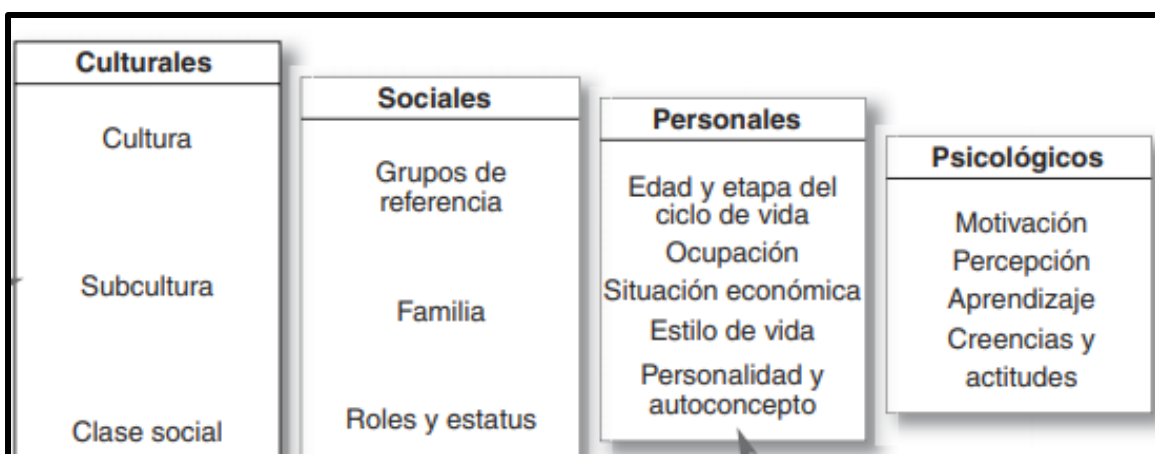 Culturales
Cultura
Subcultura
Clase social
Sociales
Grupos de
referencia
Familia
Roles y estatus
Personales
Edad y etapa del
ciclo de vida
Ocupación
Situación económica
Estilo de vida
Personalidad y
autoconcepto
Psicológicos
Motivación
Percepción
Aprendizaje
Creencias y
actitudes